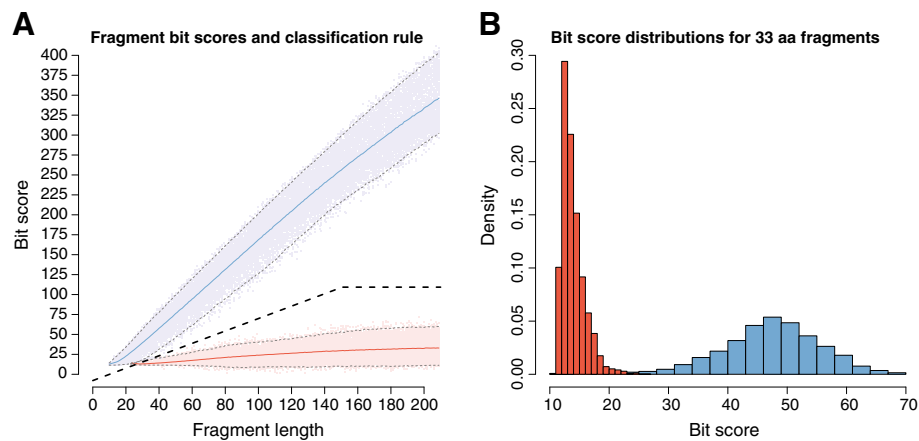 A
Fragment bit scores and classification rule
400
375
350
325
300
275
250
225
200
175
150
125
100
75
50
25
0
Bit score
0 20 40 60 80 100 120 140 160 180 200
Fragment length
B
Bit score distributions for 33 aa fragments
0.30
0.25
0.20
0.15
0.10
0.05
0.00
Density
10 20 30 40 50 60 70
Bit score